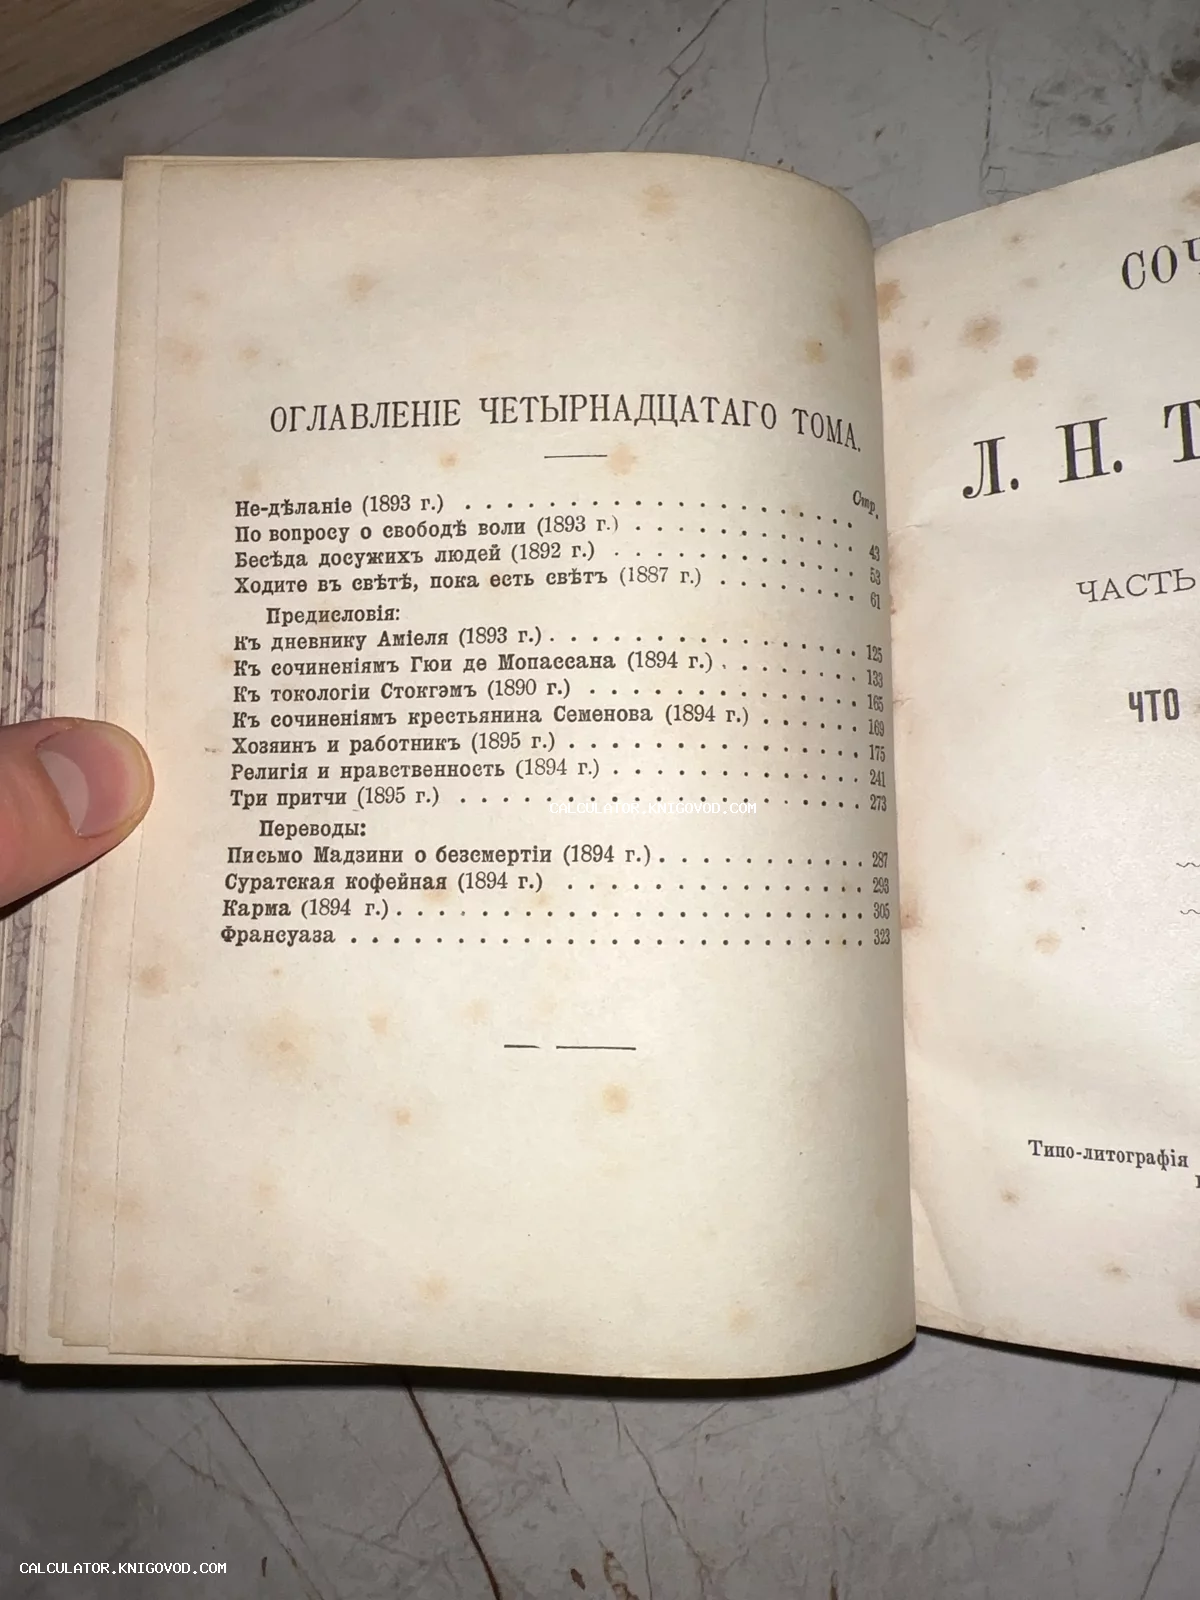 ОГЛАВЛЕНІЕ ЧЕТЫРНАДЦАТАГО ТОМА.
Стр.
Не-дѣланіе (1893 г.)
По вопросу о свободѣ воли (1893 г.) 43
Бесѣда досужихъ людей (1892 г.) 53
Ходите въ свѣтѣ, пока есть свѣтъ (1887 г.) 61
Предисловія:
Къ дневнику Аміеля (1893 г.) 125
Къ сочиненіямъ Гюи де Мопассана (1894 г.) 133
Къ токологіи Стокгэмъ (1890 г.) 165
Къ сочиненіямъ крестьянина Семенова (1894 г.) 169
Хозяинъ и работникъ (1895 г.) 175
Религія и нравственность (1894 г.) 241
Три притчи (1895 г.) 273
Переводы:
Письмо Мадзини о безсмертіи (1894 г.) 287
Суратская кофейная (1894 г.) 293
Карма (1894 г.) 305
Франсуаза 323
СОЧ
Л. Н. Т
ЧАСТЬ
ЧТО
Типо-литографія
CALCULATOR.KNIGOVOD.COM
CALCULATOR.KNIGOVOD.COM